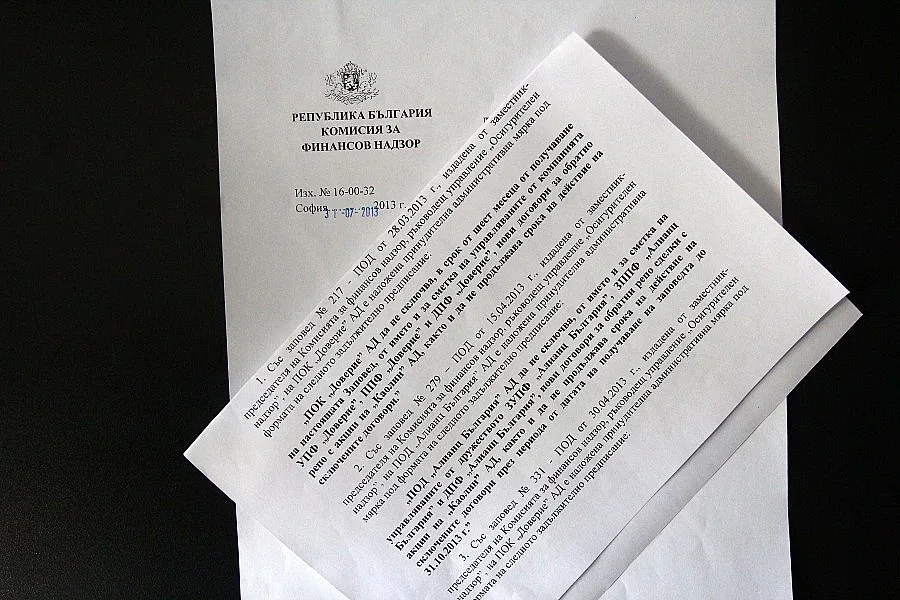 РЕПУБЛИКА БЪЛГАРИЯ
КОМИСИЯ ЗА
ФИНАНСОВ НАДЗОР
Изх. № 16-00-32
София, .......... 2013 г.
31-07-2013
1. Със заповед № 217 – ПОД от 28.03.2013 г., издадена от заместник-
председателя на Комисията за финансов надзор, ръководещ управление „Осигурителен
надзор", на ПОК „Доверие" АД е наложена принудителна административна мярка под
формата на следното задължително предписание:
„ПОК „Доверие" АД да не сключва, в срок от шест месеца от получаване
на настоящата Заповед, от името и за сметка на управляваните от компанията
УПФ „Доверие", ППФ „Доверие" и ДПФ „Доверие" нови договори за обратно
репо с акции на „Каолин" АД, както и да не продължава срока на действие на
сключените договори."
2. Със заповед № 279 – ПОД от 15.04.2013 г., издадена от заместник-
председателя на Комисията за финансов надзор, ръководещ управление „Осигурителен
надзор", на ПОД „Алианц България" АД е наложена принудителна административна
мярка под формата на следното задължително предписание:
„ПОД „Алианц България" АД да не сключва, от името и за сметка на
управляваните от дружеството ЗУПФ „Алианц България", ЗППФ „Алианц
България" и ДПФ „Алианц България", нови договори за обратни репо сделки с
акции на „Каолин" АД, както и да не продължава срока на действие на
сключените договори през периода от датата на получаване на заповедта до
31.10.2013 г."
3. Със заповед № 331 – ПОД от 30.04.2013 г., издадена от заместник-
председателя на Комисията за финансов надзор, ръководещ управление „Осигурителен
надзор", на ПОК „Доверие" АД е наложена принудителна административна мярка под
формата на следното задължително предписание: